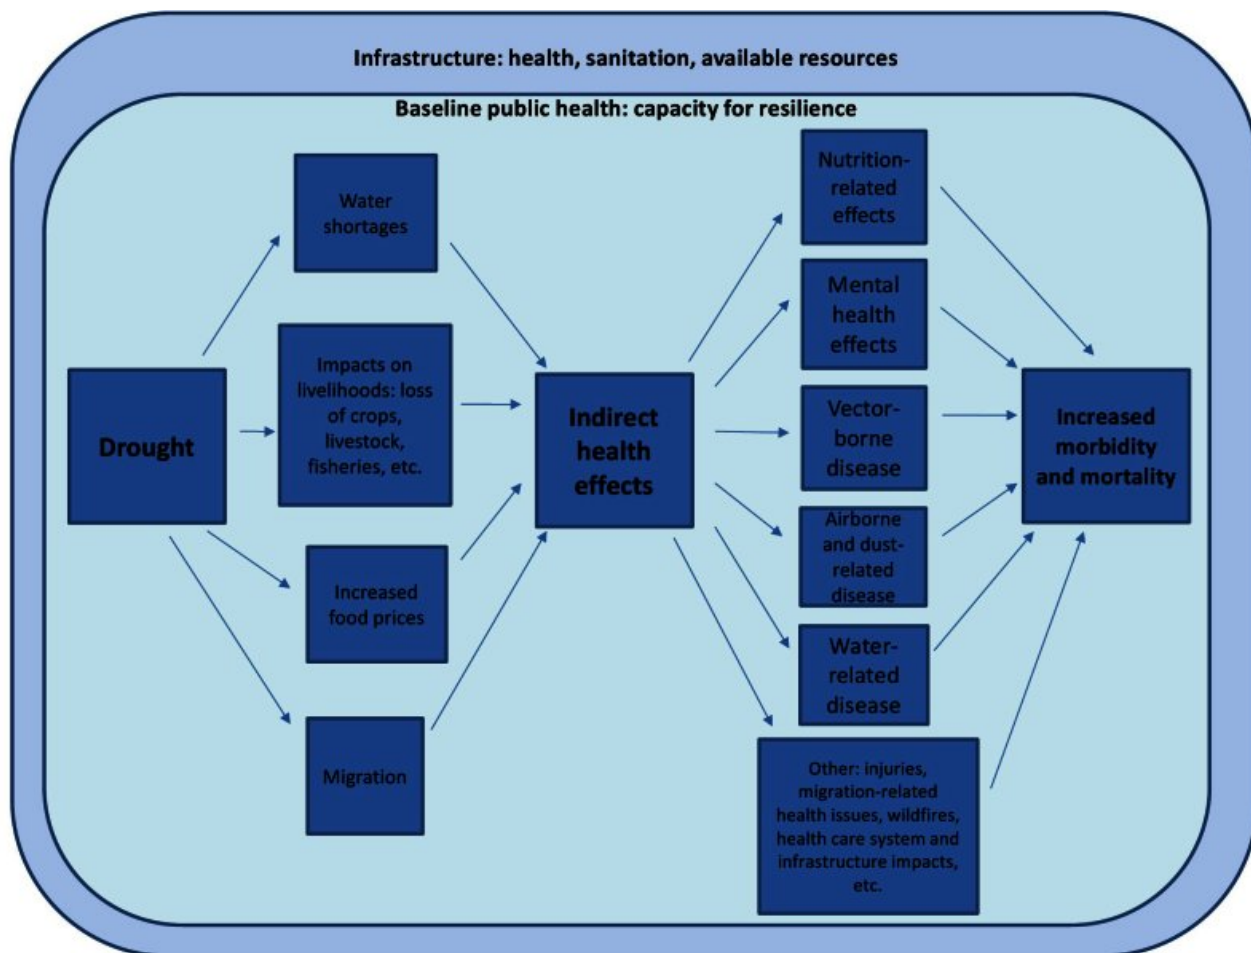 Infrastructure: health, sanitation, available resources
Baseline public health: capacity for resilience
Water
shortages
Impacts on
livelihoods: loss
of crops,
livestock,
fisheries, etc.
Drought
Increased
food prices
Migration
Indirect
health
effects
Nutrition-
related
effects
Mental
health
effects
Vector-
borne
disease
Airborne
and dust-
related
disease
Water-
related
disease
Other: injuries,
migration-related
health issues, wildfires,
health care system and
infrastructure impacts,
etc.
Increased
morbidity
and mortality